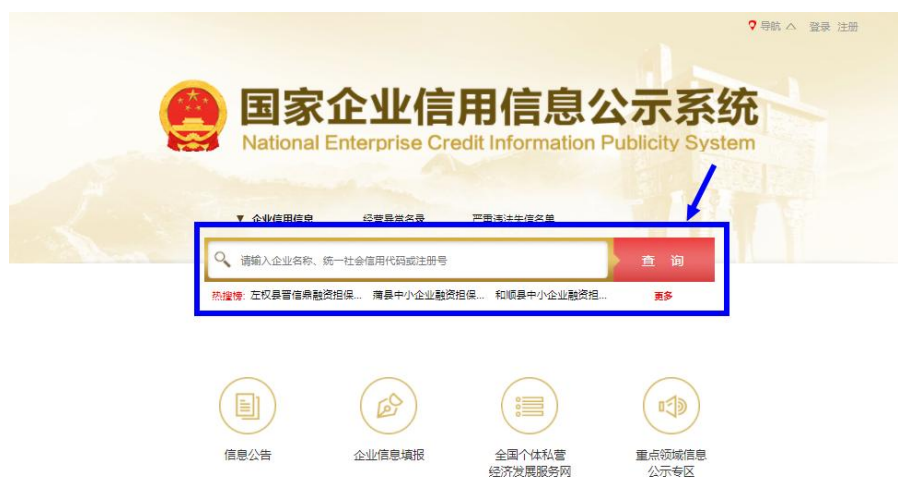 导航 登录 注册
国家企业信用信息公示系统
National Enterprise Credit Information Publicity System
企业信用信息 经营异常名录 严重违法失信名单
请输入企业名称、统一社会信用代码或注册号 查询
热搜榜: 左权县晋信鼎融资担保... 蒲县中小企业融资担保... 和顺县中小企业融资担... 更多
信息公告 企业信息填报 全国个体私营 重点领域信息
经济发展服务网 公示专区